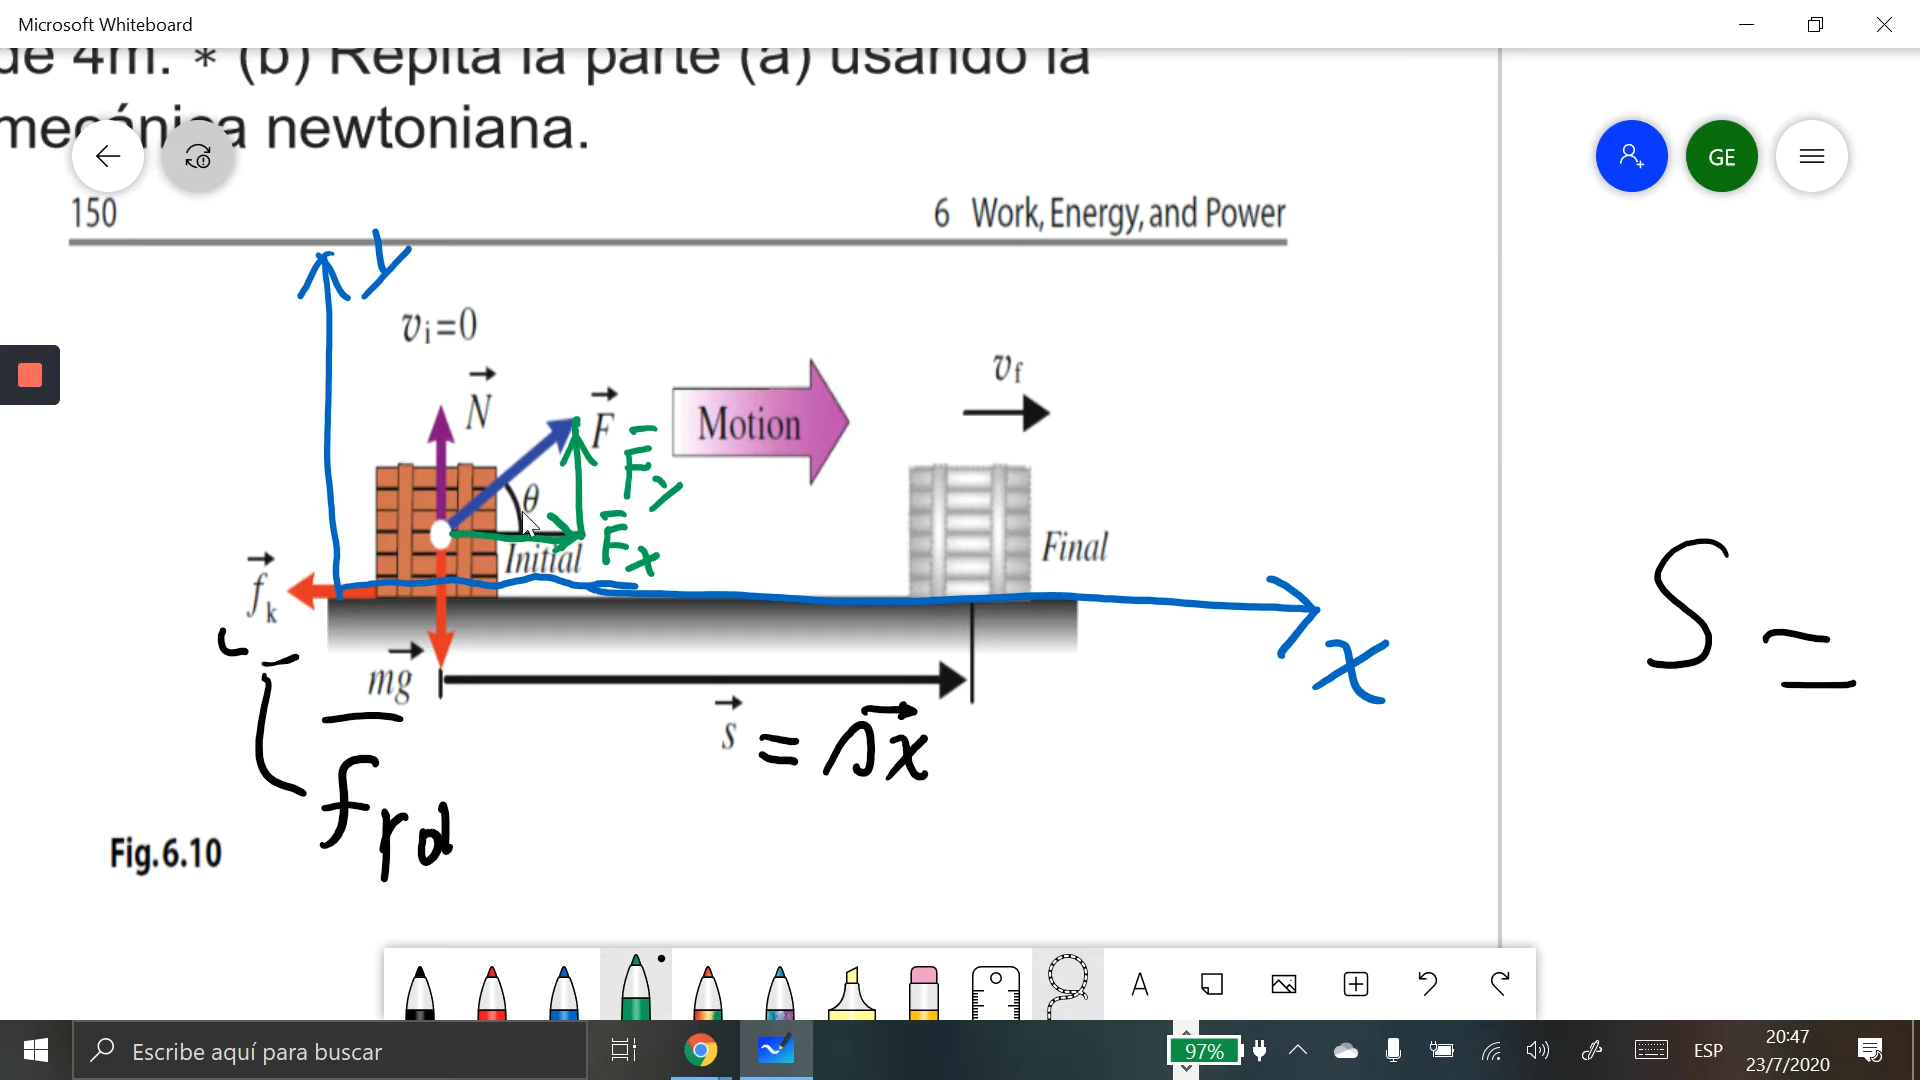 Microsoft Whiteboard
de 4m. * (b) Repita la parte (a) usando la
mecánica newtoniana.
GE
150
6 Work, Energy, and Power
y
vi=0
vf
N
F
Motion
Fy
θ
Fx
Initial
Final
fk
S =
x
mg
s = Δx
frd
Fig. 6.10
A
Escribe aquí para buscar
97%
ESP
20:47
23/7/2020